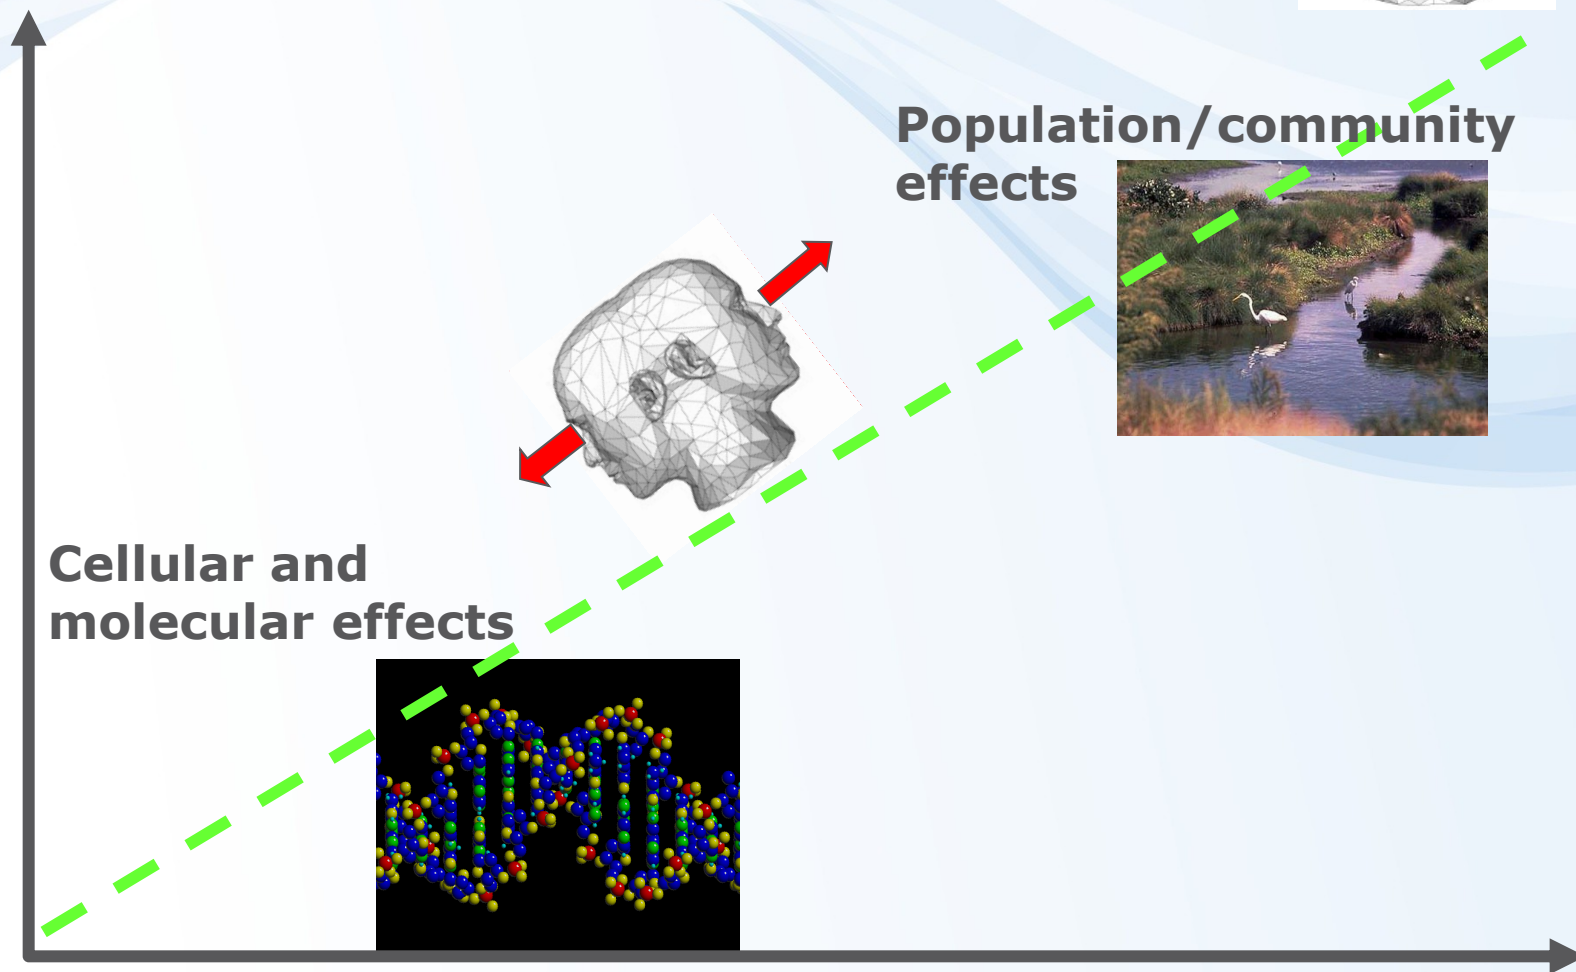 Population/community
effects
Cellular and
molecular effects